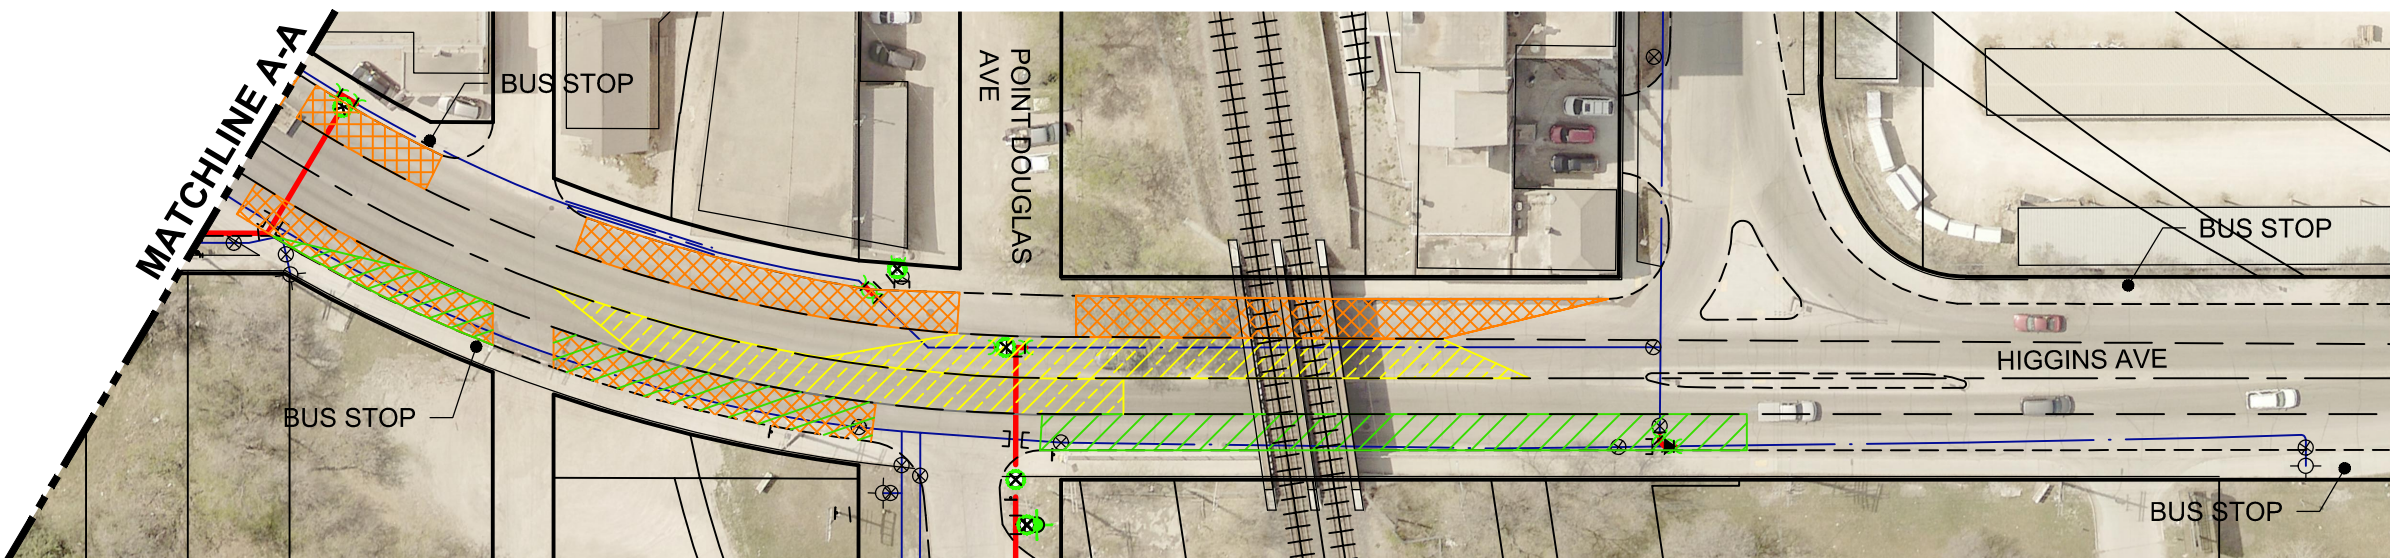 MATCHLINE A-A
BUS STOP
POINT DOUGLAS
AVE
BUS STOP
HIGGINS AVE
BUS STOP
BUS STOP